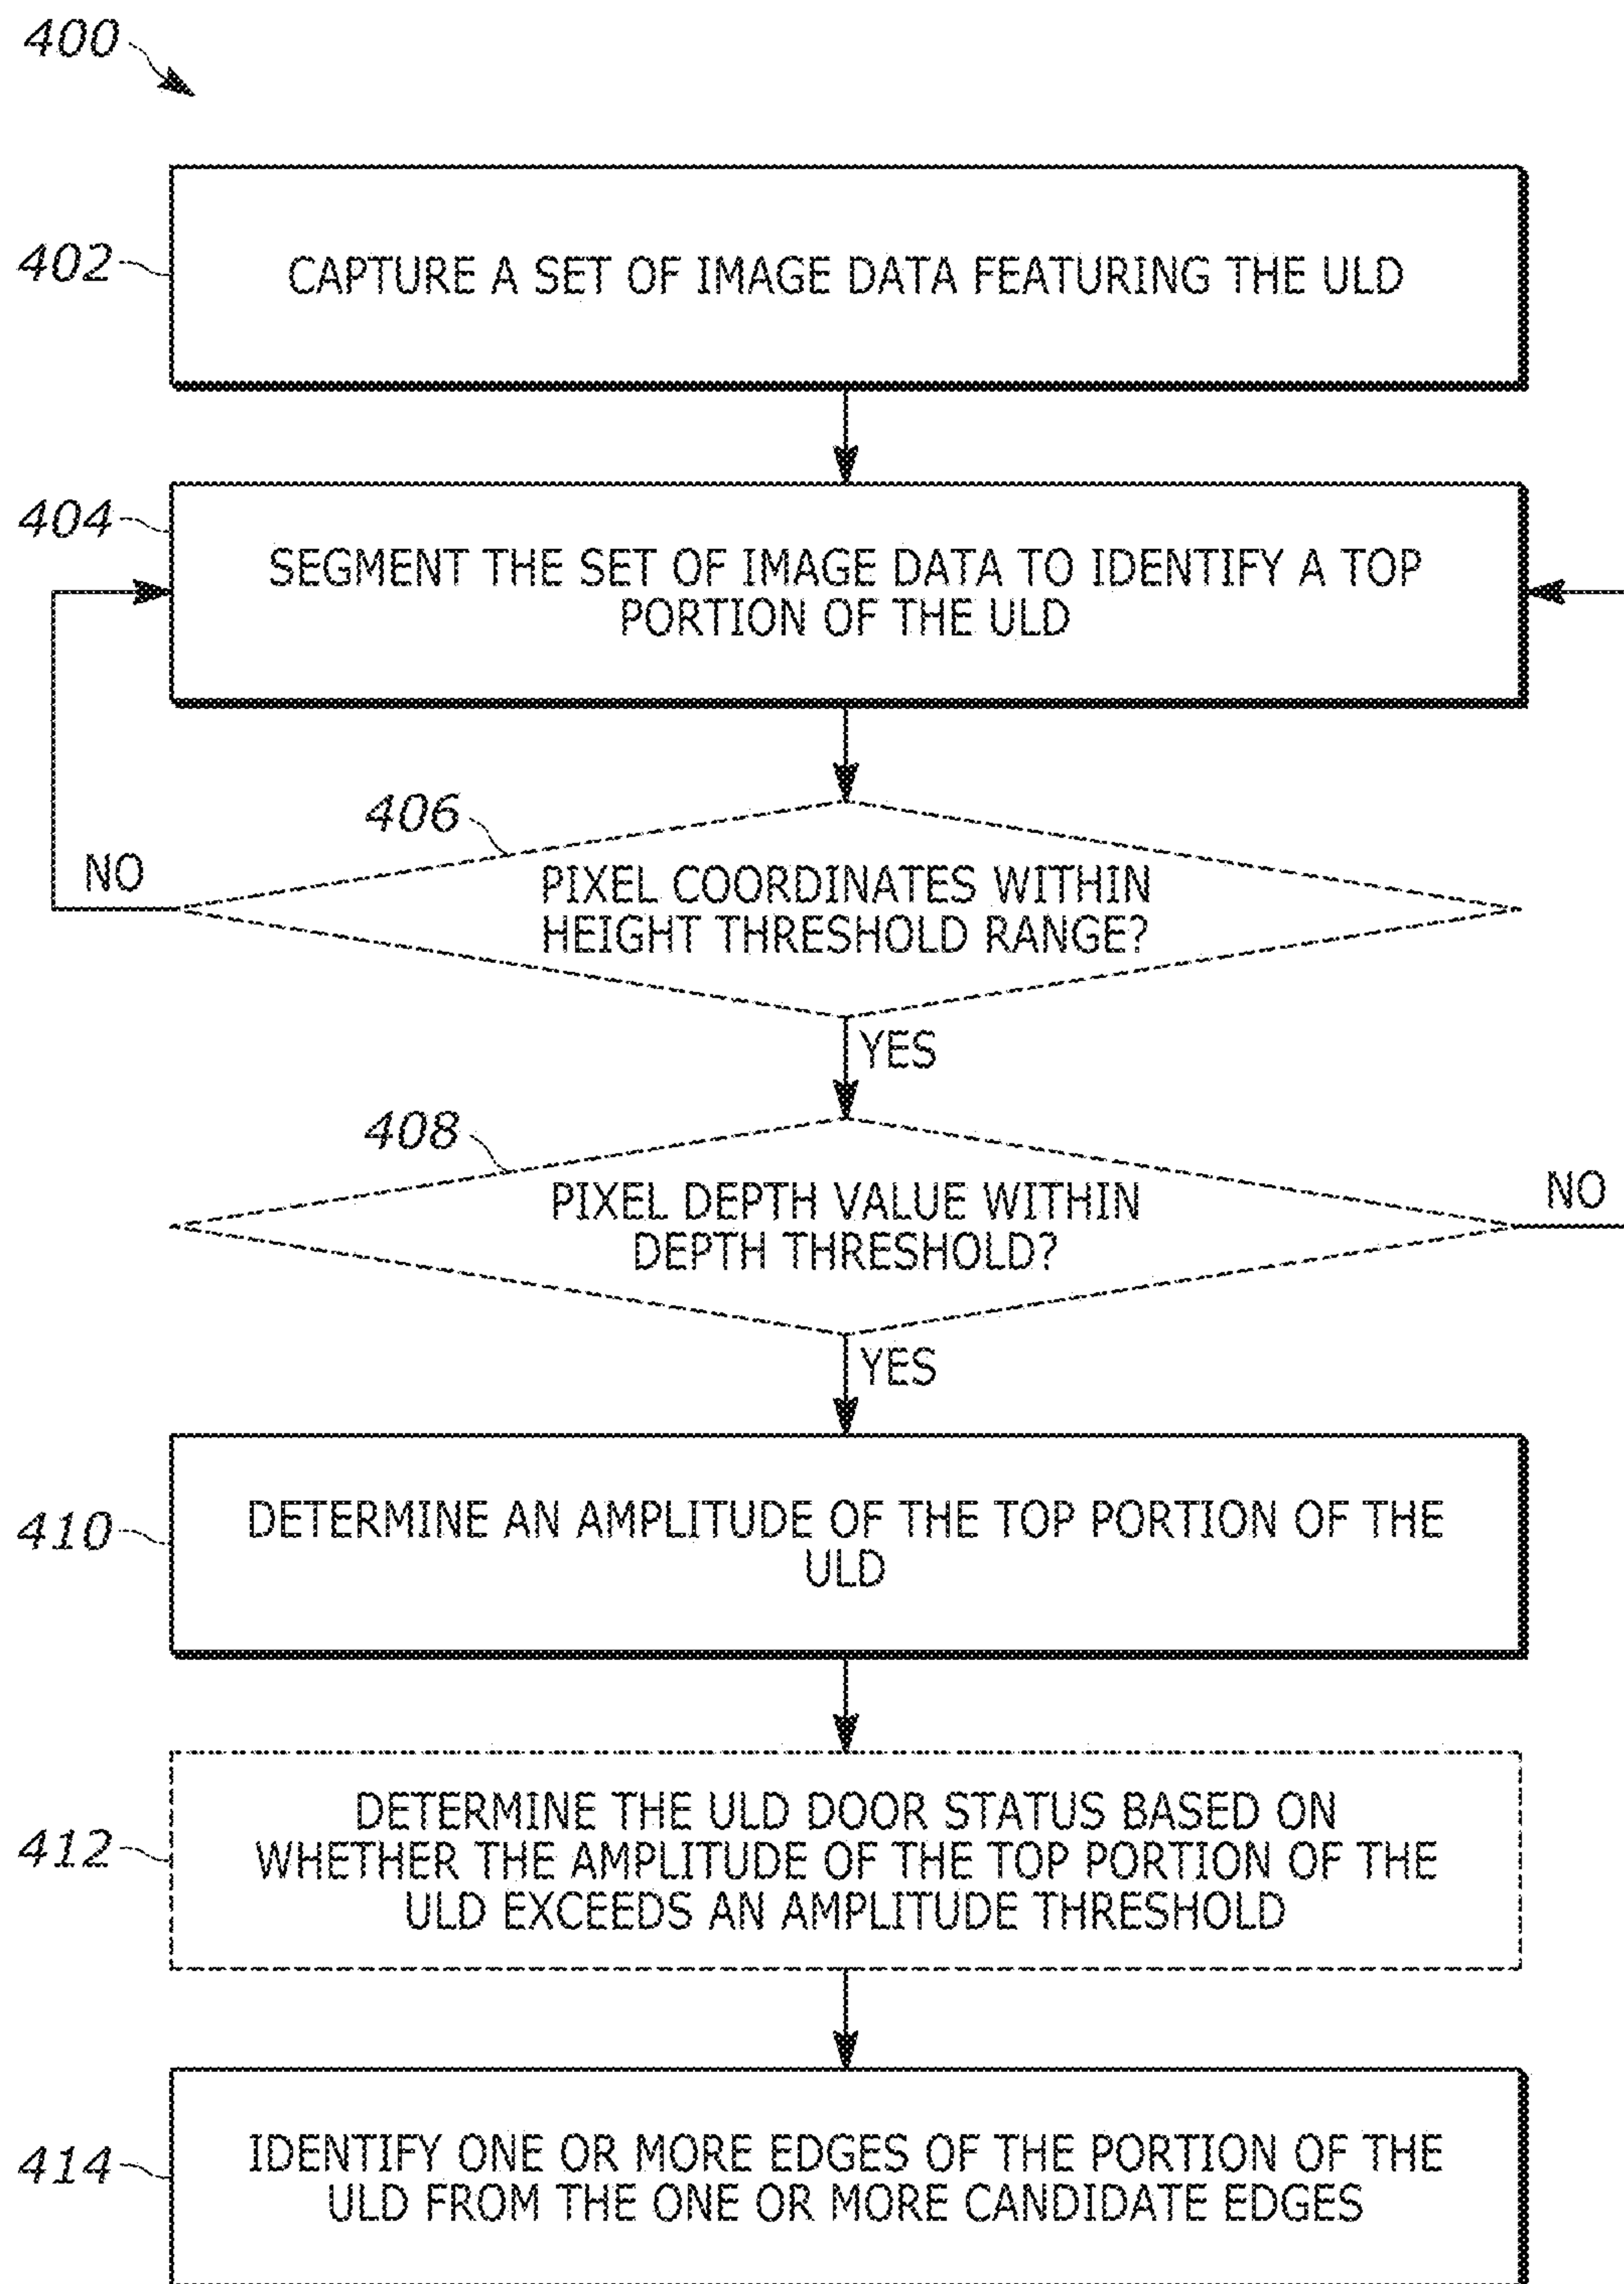 400
402
CAPTURE A SET OF IMAGE DATA FEATURING THE ULD
404
SEGMENT THE SET OF IMAGE DATA TO IDENTIFY A TOP
PORTION OF THE ULD
406
NO
PIXEL COORDINATES WITHIN
HEIGHT THRESHOLD RANGE?
YES
408
PIXEL DEPTH VALUE WITHIN
DEPTH THRESHOLD?
NO
YES
410
DETERMINE AN AMPLITUDE OF THE TOP PORTION OF THE
ULD
412
DETERMINE THE ULD DOOR STATUS BASED ON
WHETHER THE AMPLITUDE OF THE TOP PORTION OF THE
ULD EXCEEDS AN AMPLITUDE THRESHOLD
414
IDENTIFY ONE OR MORE EDGES OF THE PORTION OF THE
ULD FROM THE ONE OR MORE CANDIDATE EDGES